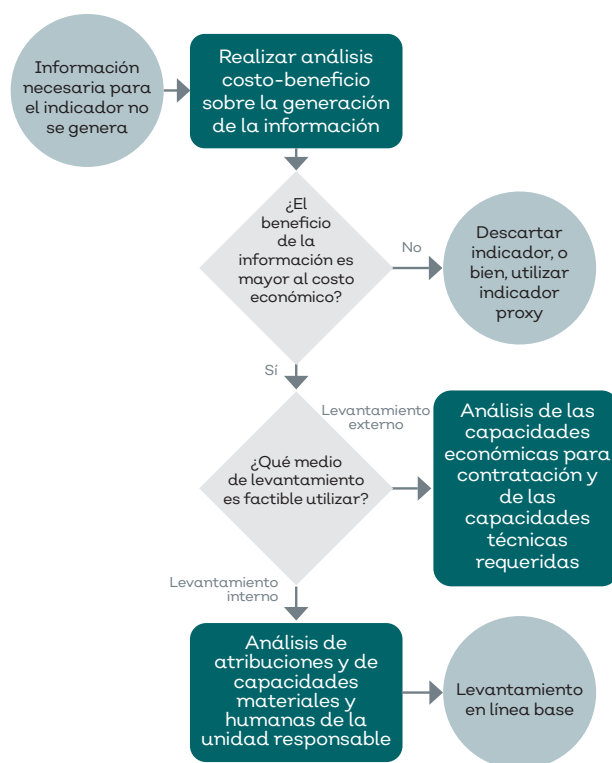 Información
necesaria para
el indicador no
se genera
Realizar análisis
costo-beneficio
sobre la generación
de la información
¿El
beneficio
de la
información es
mayor al costo
económico?
No
Descartar
indicador, o
bien, utilizar
indicador
proxy
Sí
¿Qué medio
de levantamiento
es factible utilizar?
Levantamiento
externo
Análisis de las
capacidades
económicas para
contratación y
de las
capacidades
técnicas
requeridas
Levantamiento
interno
Análisis de
atribuciones y de
capacidades
materiales y
humanas de la
unidad responsable
Levantamiento
en línea base